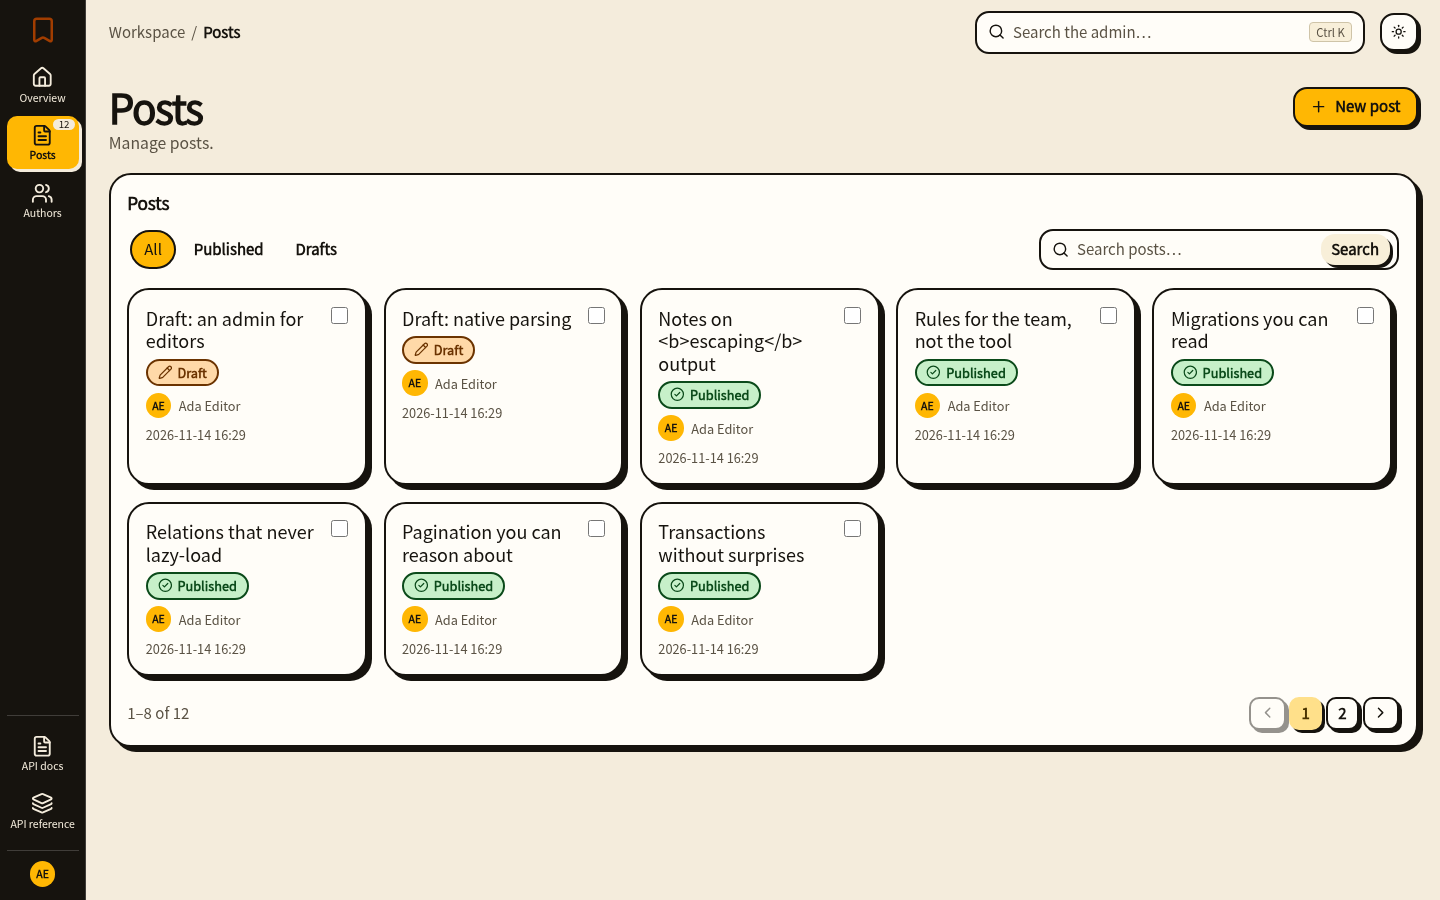 Overview
12
Posts
Authors
API docs
API reference
AE
Workspace / Posts
Search the admin…
Ctrl K
Posts
Manage posts.
New post
Posts
All
Published
Drafts
Search posts…
Search
Draft: an admin for
editors
Draft
AE Ada Editor
2026-11-14 16:29
Draft: native parsing
Draft
AE Ada Editor
2026-11-14 16:29
Notes on
<b>escaping</b>
output
Published
AE Ada Editor
2026-11-14 16:29
Rules for the team,
not the tool
Published
AE Ada Editor
2026-11-14 16:29
Migrations you can
read
Published
AE Ada Editor
2026-11-14 16:29
Relations that never
lazy-load
Published
AE Ada Editor
2026-11-14 16:29
Pagination you can
reason about
Published
AE Ada Editor
2026-11-14 16:29
Transactions
without surprises
Published
AE Ada Editor
2026-11-14 16:29
1–8 of 12
1
2